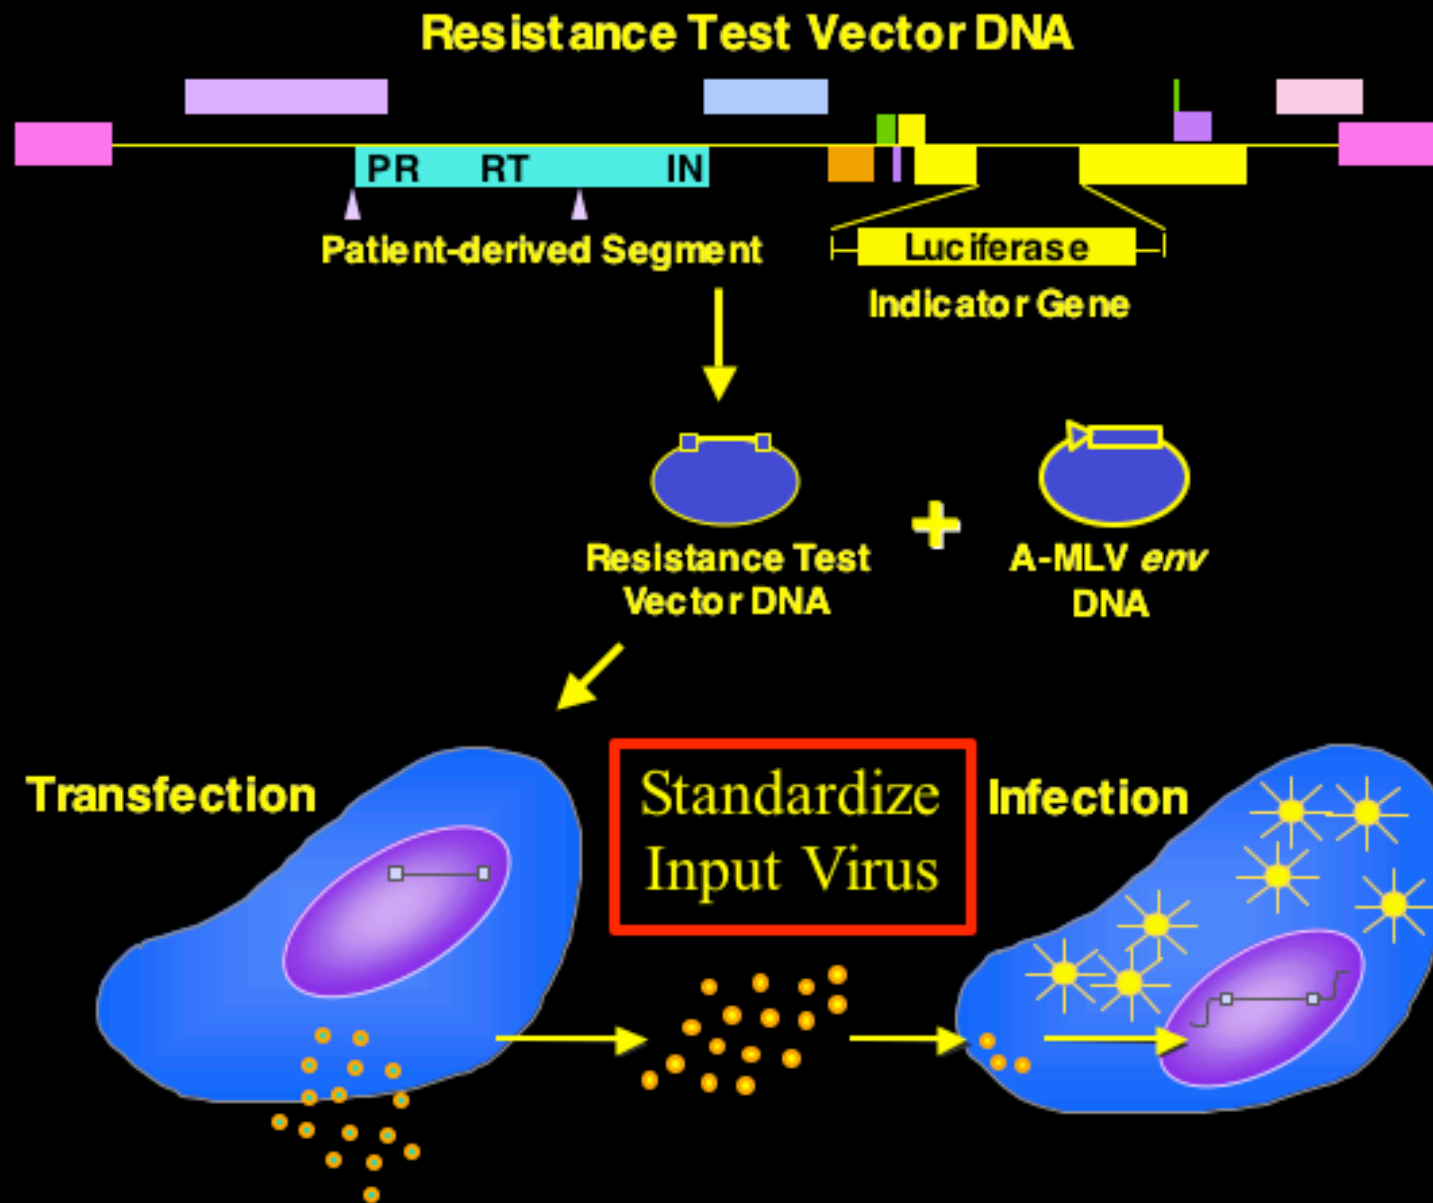 Resistance Test Vector DNA
PR RT IN
Patient-derived Segment
Luciferase
Indicator Gene
Resistance Test
Vector DNA
+
A-MLV env
DNA
Transfection
Standardize
Input Virus
Infection